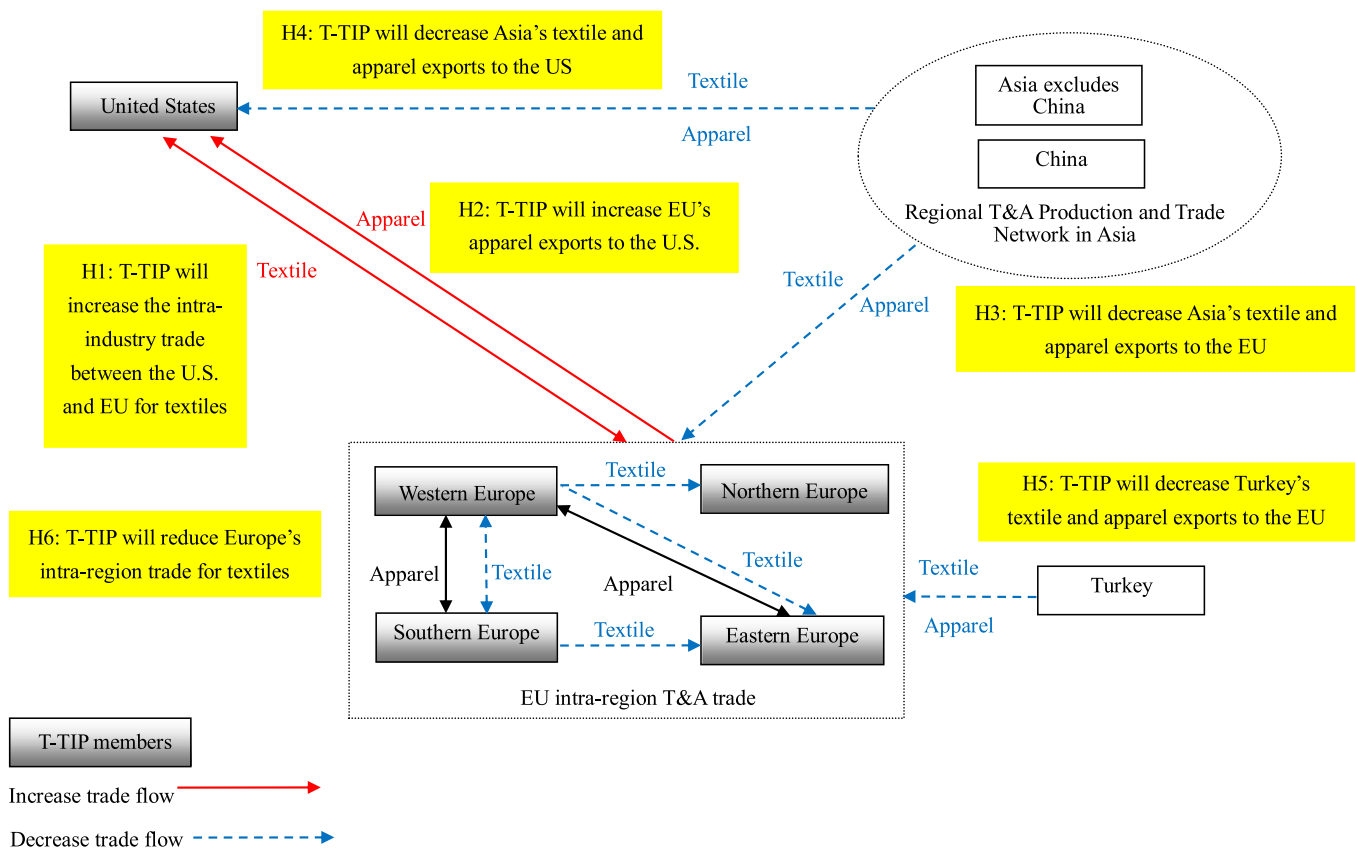 H4: T-TIP will decrease Asia’s textile and
apparel exports to the US
United States
Textile
Apparel
Asia excludes
China
China
Regional T&A Production and Trade
Network in Asia
Apparel
H2: T-TIP will increase EU’s
apparel exports to the U.S.
Textile
H1: T-TIP will
increase the intra-
industry trade
between the U.S.
and EU for textiles
Textile
Apparel
H3: T-TIP will decrease Asia’s textile and
apparel exports to the EU
Western Europe
Textile
Northern Europe
H5: T-TIP will decrease Turkey’s
textile and apparel exports to the EU
H6: T-TIP will reduce Europe’s
intra-region trade for textiles
Apparel
Textile
Textile
Apparel
Textile
Turkey
Apparel
Southern Europe
Textile
Eastern Europe
EU intra-region T&A trade
T-TIP members
Increase trade flow
Decrease trade flow